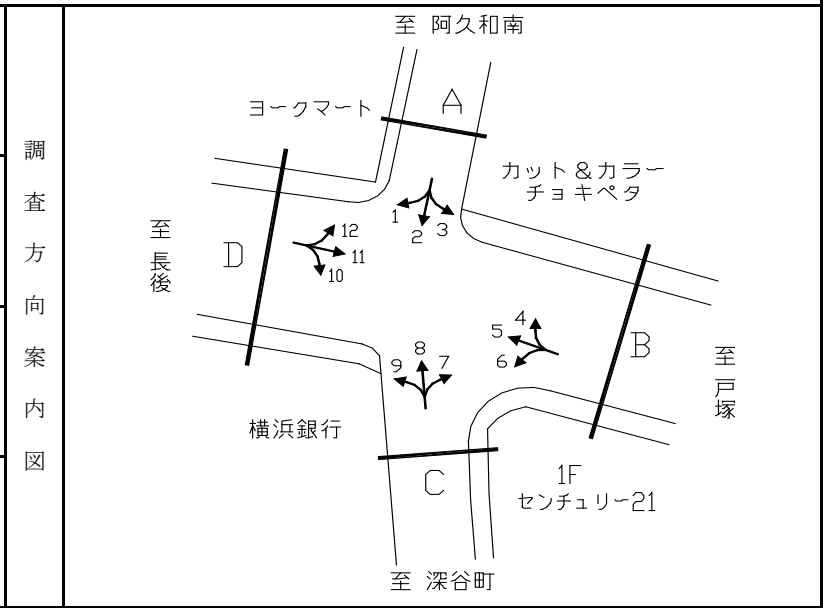 調査方向案内図
至 阿久和南
ヨークマート
A
カット&カラー
チョキペタ
1
2
3
至 長後
D
12
11
10
4
5
6
B
至 戸塚
9
8
7
横浜銀行
C
1F
センチュリー21
至 深谷町